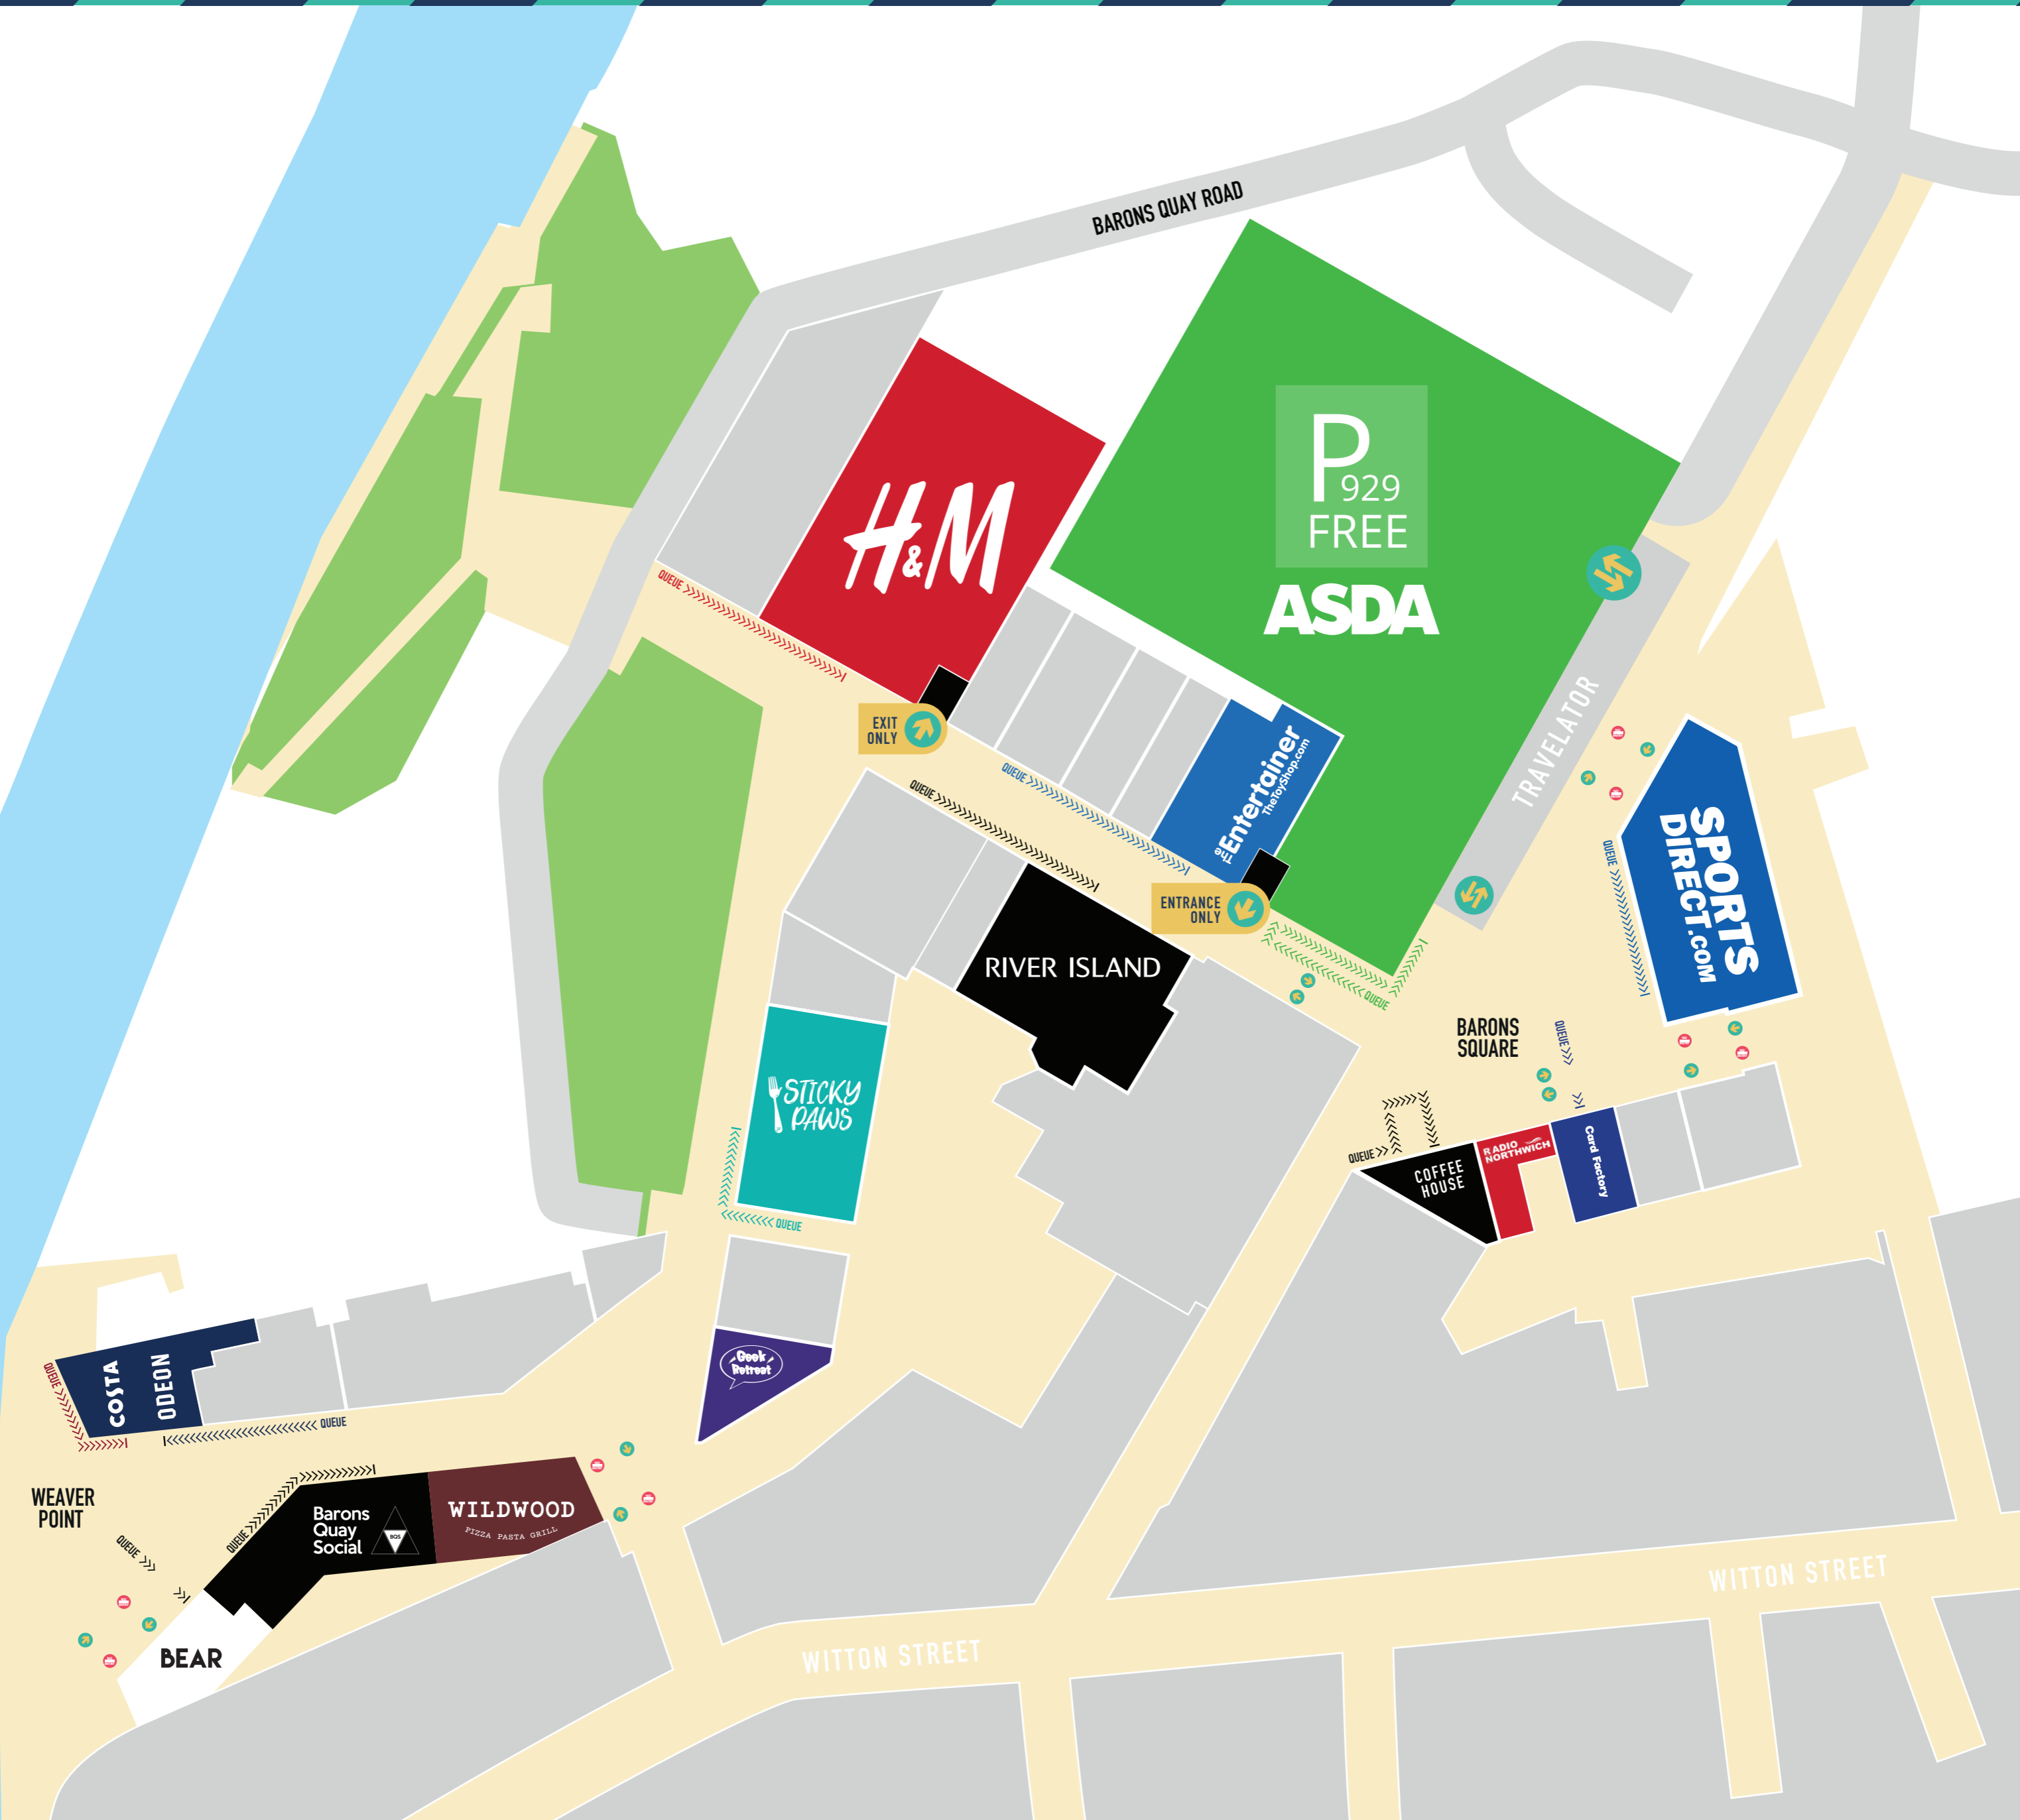 BARONS QUAY ROAD
P
929
FREE
ASDA
H&M
QUEUE
EXIT
ONLY
QUEUE
QUEUE
The Entertainer
TheToyShop.com
ENTRANCE
ONLY
TRAVELATOR
QUEUE
SPORTS
DIRECT.COM
RIVER ISLAND
QUEUE
BARONS
SQUARE
QUEUE
STICKY
PAWS
QUEUE
QUEUE
COFFEE
HOUSE
RADIO
NORTHWICH
Card Factory
Geek
Retreat
QUEUE
COSTA
ODEON
QUEUE
WEAVER
POINT
QUEUE
QUEUE
Barons
Quay
Social
BQS
WILDWOOD
PIZZA PASTA GRILL
BEAR
WITTON STREET
WITTON STREET